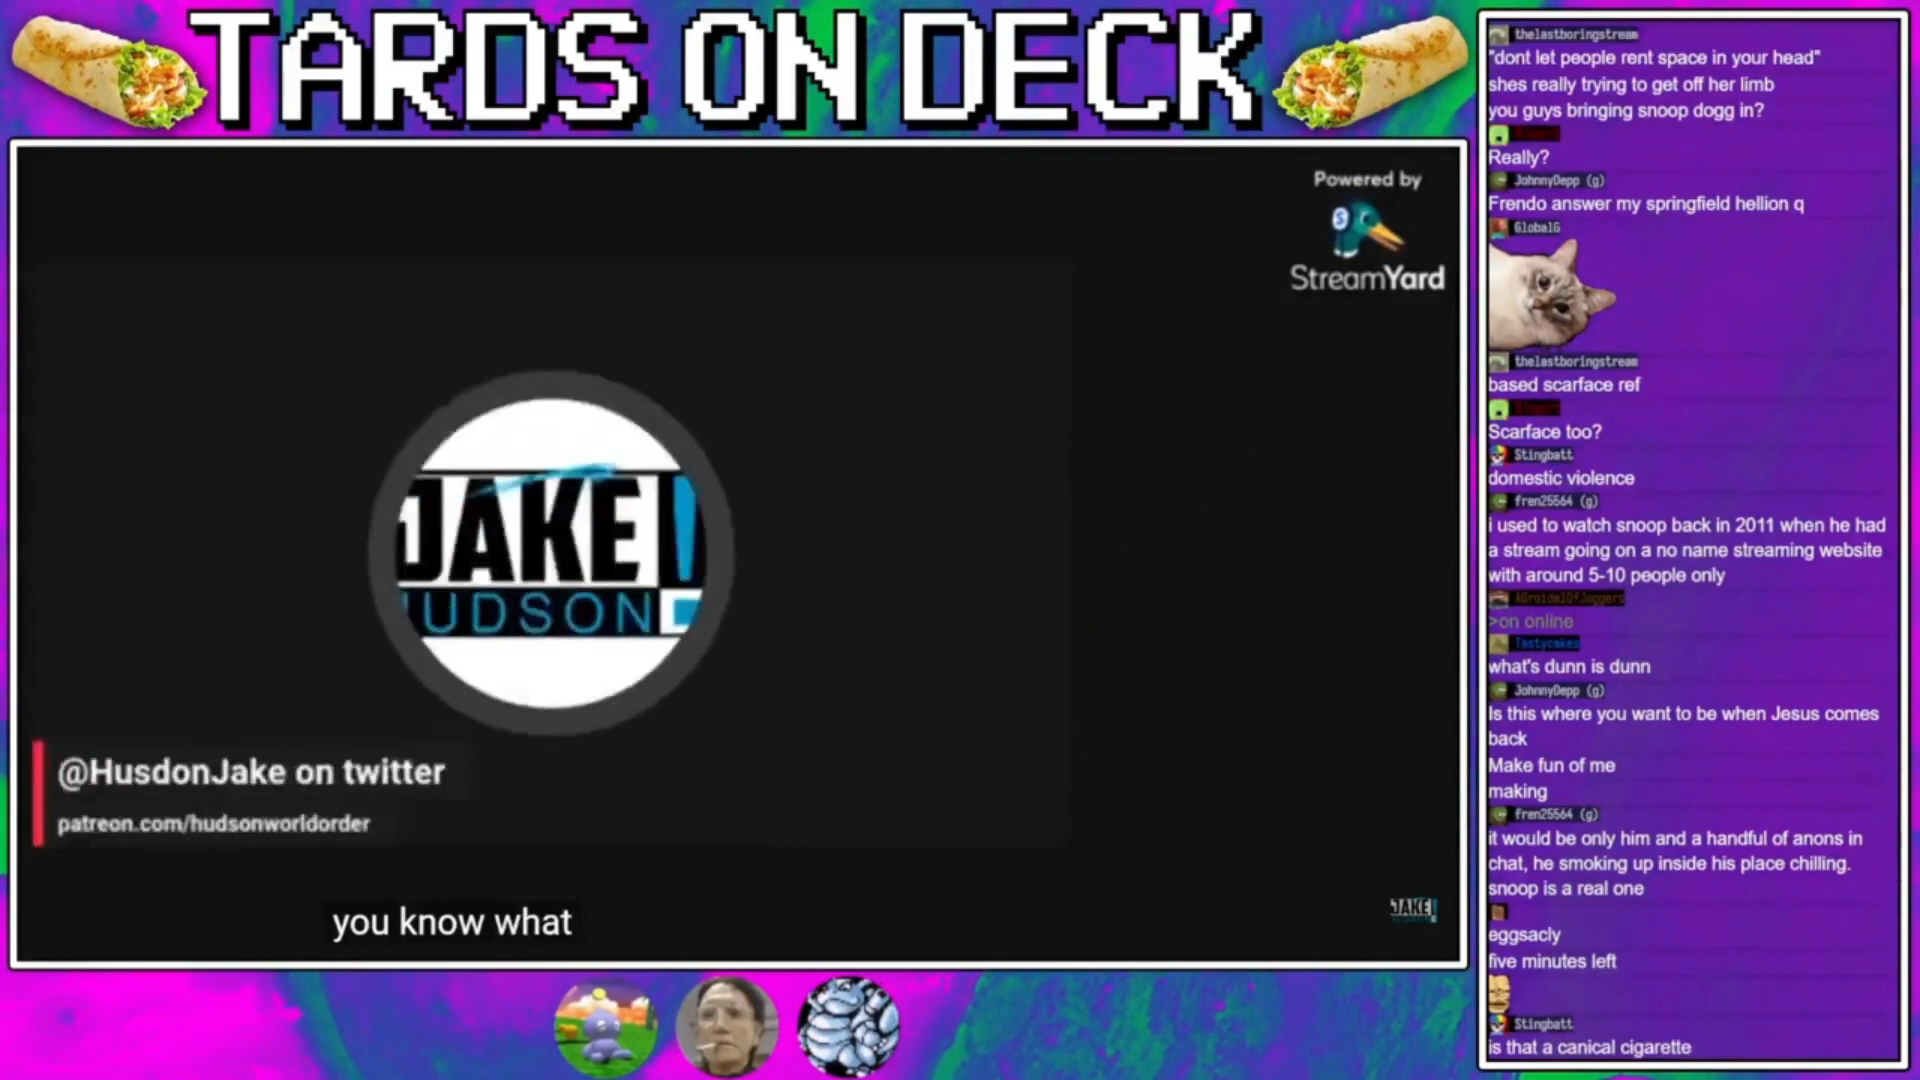 TARDS ON DECK
Powered by
StreamYard
JAKE!
HUDSON
@HusdonJake on twitter
patreon.com/hudsonworldorder
you know what
JAKE!
HUDSON
thelastboringstream
"dont let people rent space in your head"
shes really trying to get off her limb
you guys bringing snoop dogg in?
Really?
JohnnyDepp (g)
Frendo answer my springfield hellion q
GlobalG
thelastboringstream
based scarface ref
Scarface too?
Stingbatt
domestic violence
fren25564 (g)
i used to watch snoop back in 2011 when he had
a stream going on a no name streaming website
with around 5-10 people only
AGroidalOfJoggers
>on online
Tastycakes
what's dunn is dunn
JohnnyDepp (g)
Is this where you want to be when Jesus comes
back
Make fun of me
making
fren25564 (g)
it would be only him and a handful of anons in
chat, he smoking up inside his place chilling.
snoop is a real one
eggsacly
five minutes left
Stingbatt
is that a canical cigarette